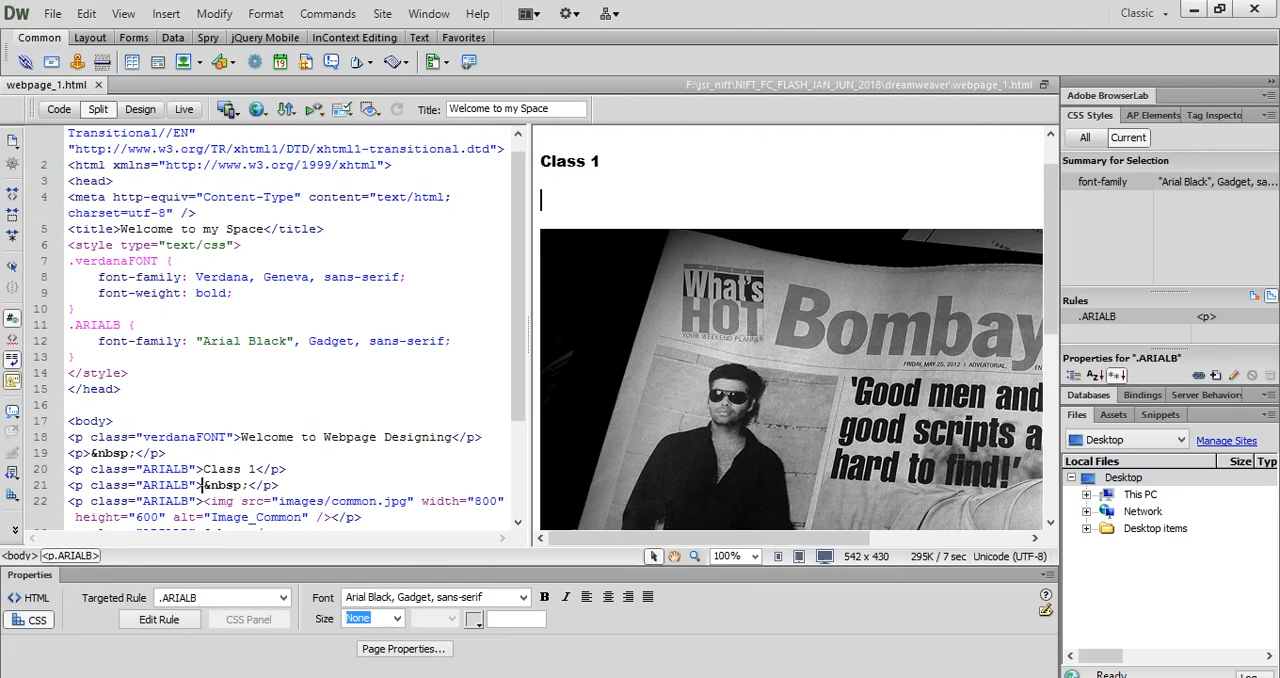 Dw File Edit View Insert Modify Format Commands Site Window Help Classic
Common Layout Forms Data Spry jQuery Mobile InContext Editing Text Favorites
webpage_1.html F:\jsr_nift\NIFT_FC_FLASH_JAN_JUN_2018\dreamweaver\webpage_1.html
Code Split Design Live Title: Welcome to my Space
Transitional//EN"
"http://www.w3.org/TR/xhtml1/DTD/xhtml1-transitional.dtd">
2 <html xmlns="http://www.w3.org/1999/xhtml">
3 <head>
4 <meta http-equiv="Content-Type" content="text/html;
charset=utf-8" />
5 <title>Welcome to my Space</title>
6 <style type="text/css">
7 .verdanaFONT {
8 font-family: Verdana, Geneva, sans-serif;
9 font-weight: bold;
10 }
11 .ARIALB {
12 font-family: "Arial Black", Gadget, sans-serif;
13 }
14 </style>
15 </head>
16
17 <body>
18 <p class="verdanaFONT">Welcome to Webpage Designing</p>
19 <p>&nbsp;</p>
20 <p class="ARIALB">Class 1</p>
21 <p class="ARIALB">&nbsp;</p>
22 <p class="ARIALB"><img src="images/common.jpg" width="800"
height="600" alt="Image_Common" /></p>
Class 1
What's
HOT
YOUR WEEKEND PLANNER
Bombay
FRIDAY, MAY 25, 2012 | ADVERTORIAL,
'Good men and
good scripts a
hard to find!'
<body> <p.ARIALB> 100% 542 x 430 295K / 7 sec Unicode (UTF-8)
Properties
HTML Targeted Rule .ARIALB Font Arial Black, Gadget, sans-serif B I
CSS Edit Rule CSS Panel Size None
Page Properties...
Adobe BrowserLab
CSS Styles AP Elements Tag Inspecto
All Current
Summary for Selection
font-family "Arial Black", Gadget, sa...
Rules
.ARIALB <p>
Properties for ".ARIALB"
Databases Bindings Server Behaviors
Files Assets Snippets
Desktop Manage Sites
Local Files Size Typ
Desktop
This PC
Network
Desktop items
Ready Log...